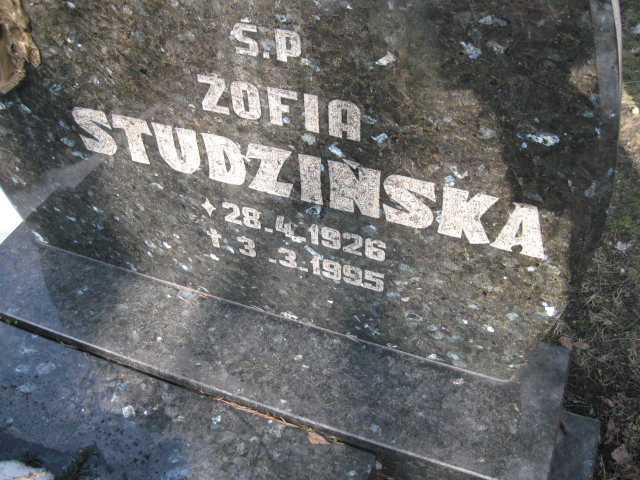 Ś.P.
ZOFIA
STUDZIŃSKA
★ 28.4.1926
✝ 3.3.1995